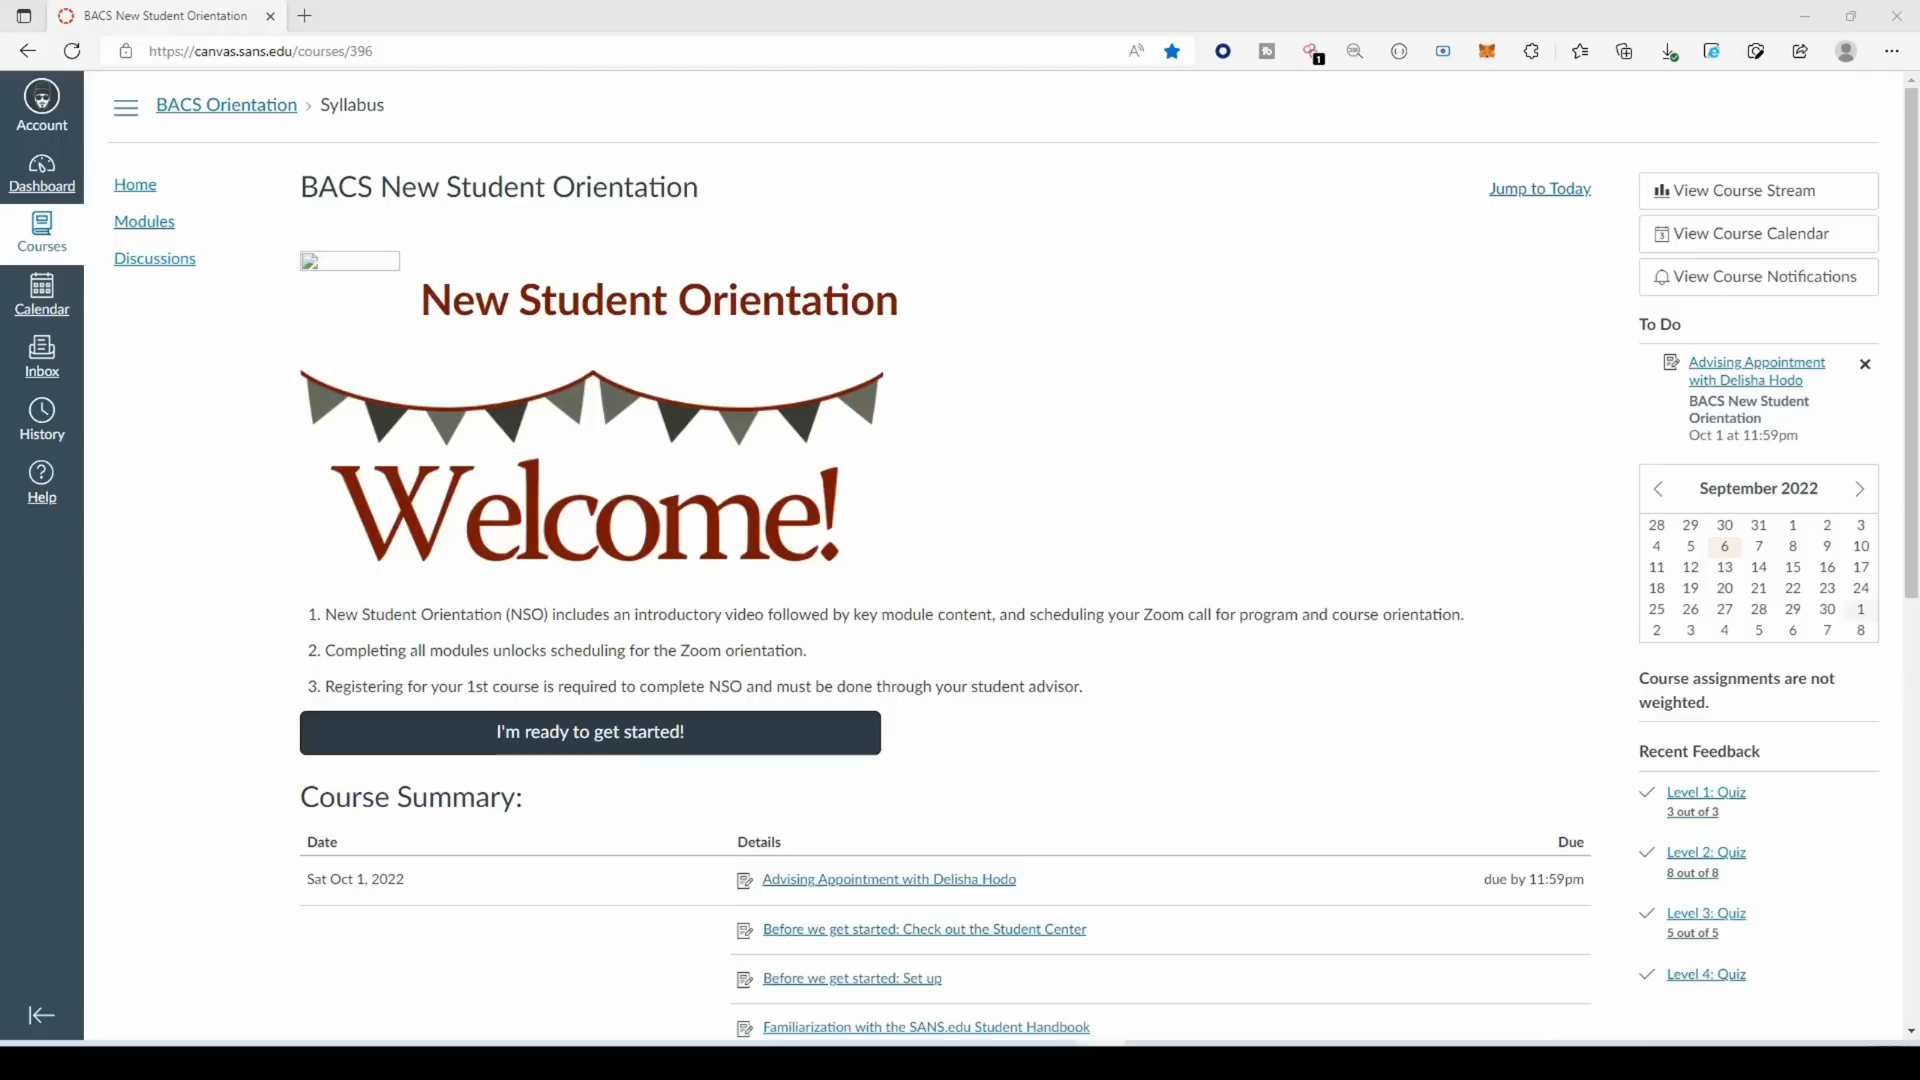 BACS New Student Orientation
https://canvas.sans.edu/courses/396
1
Account
Dashboard
Courses
Calendar
Inbox
History
Help
BACS Orientation › Syllabus
Home
Modules
Discussions
BACS New Student Orientation
Jump to Today
New Student Orientation
Welcome!
1. New Student Orientation (NSO) includes an introductory video followed by key module content, and scheduling your Zoom call for program and course orientation.
2. Completing all modules unlocks scheduling for the Zoom orientation.
3. Registering for your 1st course is required to complete NSO and must be done through your student advisor.
I'm ready to get started!
Course Summary:
Date Details Due
Sat Oct 1, 2022 Advising Appointment with Delisha Hodo due by 11:59pm
Before we get started: Check out the Student Center
Before we get started: Set up
Familiarization with the SANS.edu Student Handbook
View Course Stream
3 View Course Calendar
View Course Notifications
To Do
Advising Appointment
with Delisha Hodo
BACS New Student
Orientation
Oct 1 at 11:59pm
September 2022
28 29 30 31 1 2 3
4 5 6 7 8 9 10
11 12 13 14 15 16 17
18 19 20 21 22 23 24
25 26 27 28 29 30 1
2 3 4 5 6 7 8
Course assignments are not
weighted.
Recent Feedback
Level 1: Quiz
3 out of 3
Level 2: Quiz
8 out of 8
Level 3: Quiz
5 out of 5
Level 4: Quiz